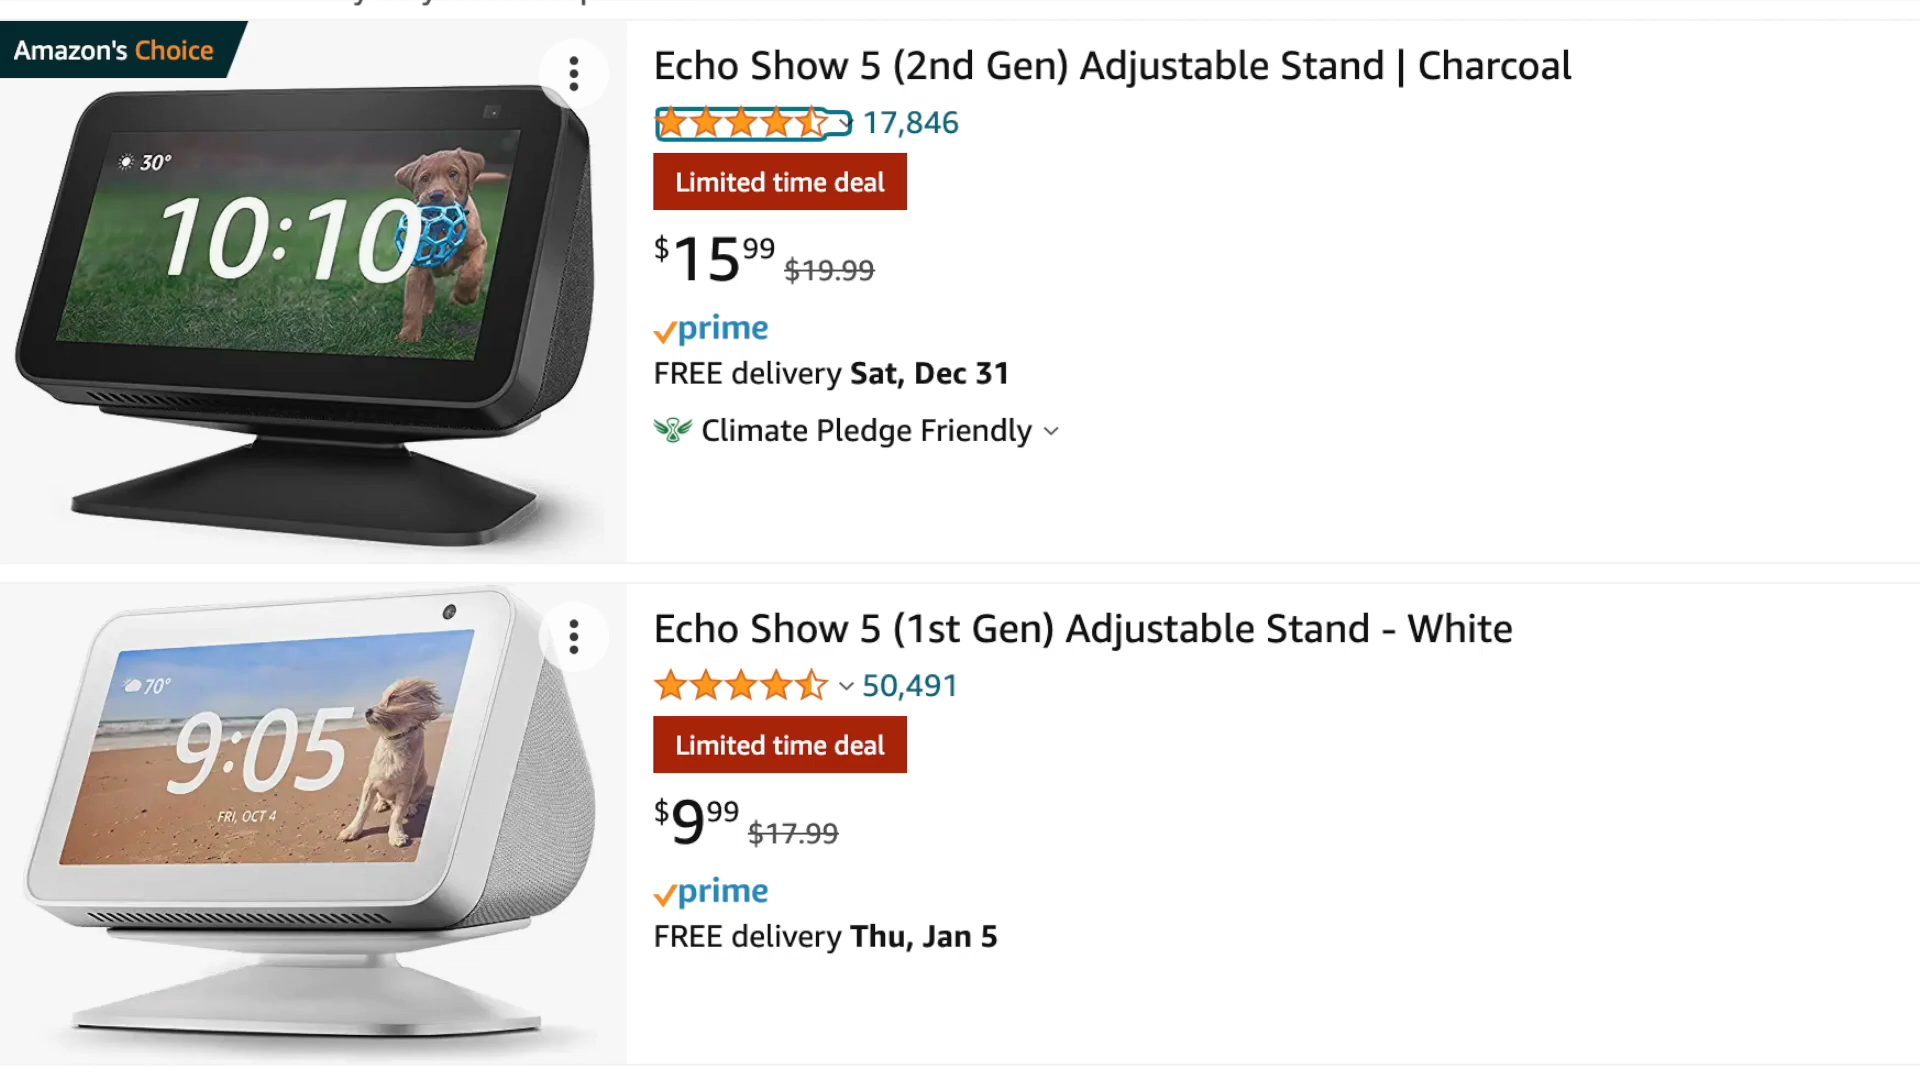 Amazon's Choice
30°
10:10
Echo Show 5 (2nd Gen) Adjustable Stand | Charcoal
17,846
Limited time deal
$15.99 $19.99
prime
FREE delivery Sat, Dec 31
Climate Pledge Friendly
70°
9:05
FRI, OCT 4
Echo Show 5 (1st Gen) Adjustable Stand - White
50,491
Limited time deal
$9.99 $17.99
prime
FREE delivery Thu, Jan 5